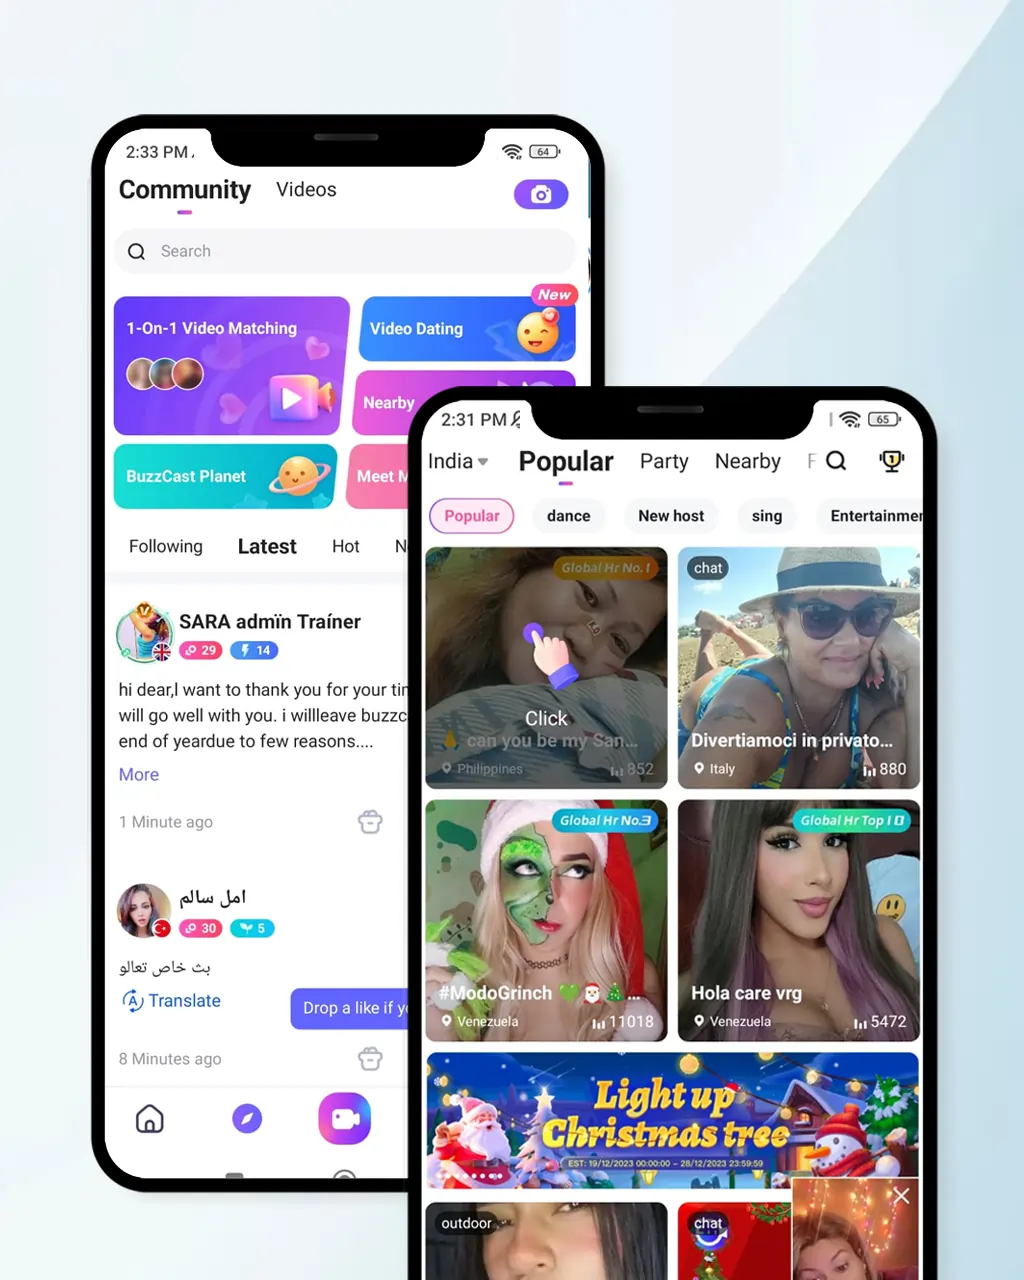 2:33 PM
64
Community Videos
Search
1-On-1 Video Matching
New
Video Dating
Nearby
BuzzCast Planet
Meet M
Following Latest Hot N
SARA admïn Traíner
29 14
hi dear,I want to thank you for your tin
will go well with you. i willleave buzzc
end of yeardue to few reasons....
More
1 Minute ago
امل سالم
30 5
بث خاص تعالو
Translate
Drop a like if yo
8 Minutes ago
2:31 PM
65
India Popular Party Nearby F
1
Popular dance New host sing Entertainmen
Global Hr No.1
Click
can you be my San...
Philippines 852
chat
Divertiamoci in privato...
Italy 880
Global Hr No.3
#ModoGrinch 💚🎅🎄...
Venezuela 11018
Global Hr Top 10
Hola care vrg
Venezuela 5472
Light up
Christmas tree
EST: 19/12/2023 00:00:00 – 28/12/2023 23:59:59
outdoor
chat